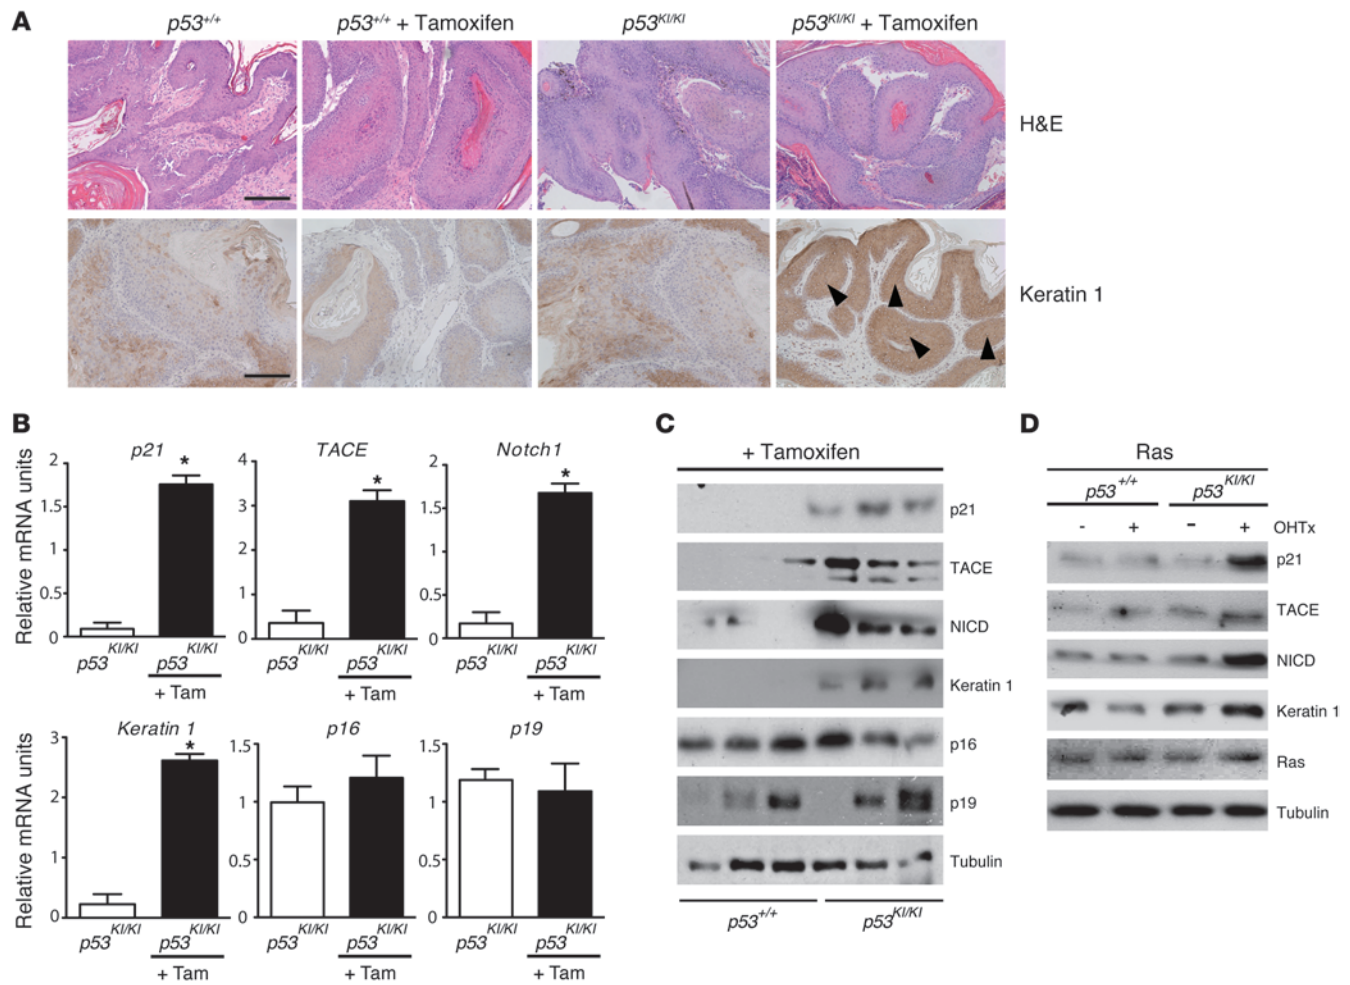 A
p53+/+
p53+/+ + Tamoxifen
p53KI/KI
p53KI/KI + Tamoxifen
H&E
Keratin 1
B
Relative mRNA units
p21
2
1.5
1
0.5
0
p53KI/KI
p53KI/KI
+ Tam
TACE
4
3
2
1
0
p53KI/KI
p53KI/KI
+ Tam
Notch1
2
1.5
1
0.5
0
p53KI/KI
p53KI/KI
+ Tam
*
*
*
Relative mRNA units
Keratin 1
3
2
1
0
*
p53KI/KI
p53KI/KI
+ Tam
p16
1.5
1
0.5
0
p53KI/KI
p53KI/KI
+ Tam
p19
1.5
1
0.5
0
p53KI/KI
p53KI/KI
+ Tam
C
+ Tamoxifen
p21
TACE
NICD
Keratin 1
p16
p19
Tubulin
p53+/+
p53KI/KI
D
Ras
p53+/+
p53KI/KI
- + - + OHTx
p21
TACE
NICD
Keratin 1
Ras
Tubulin